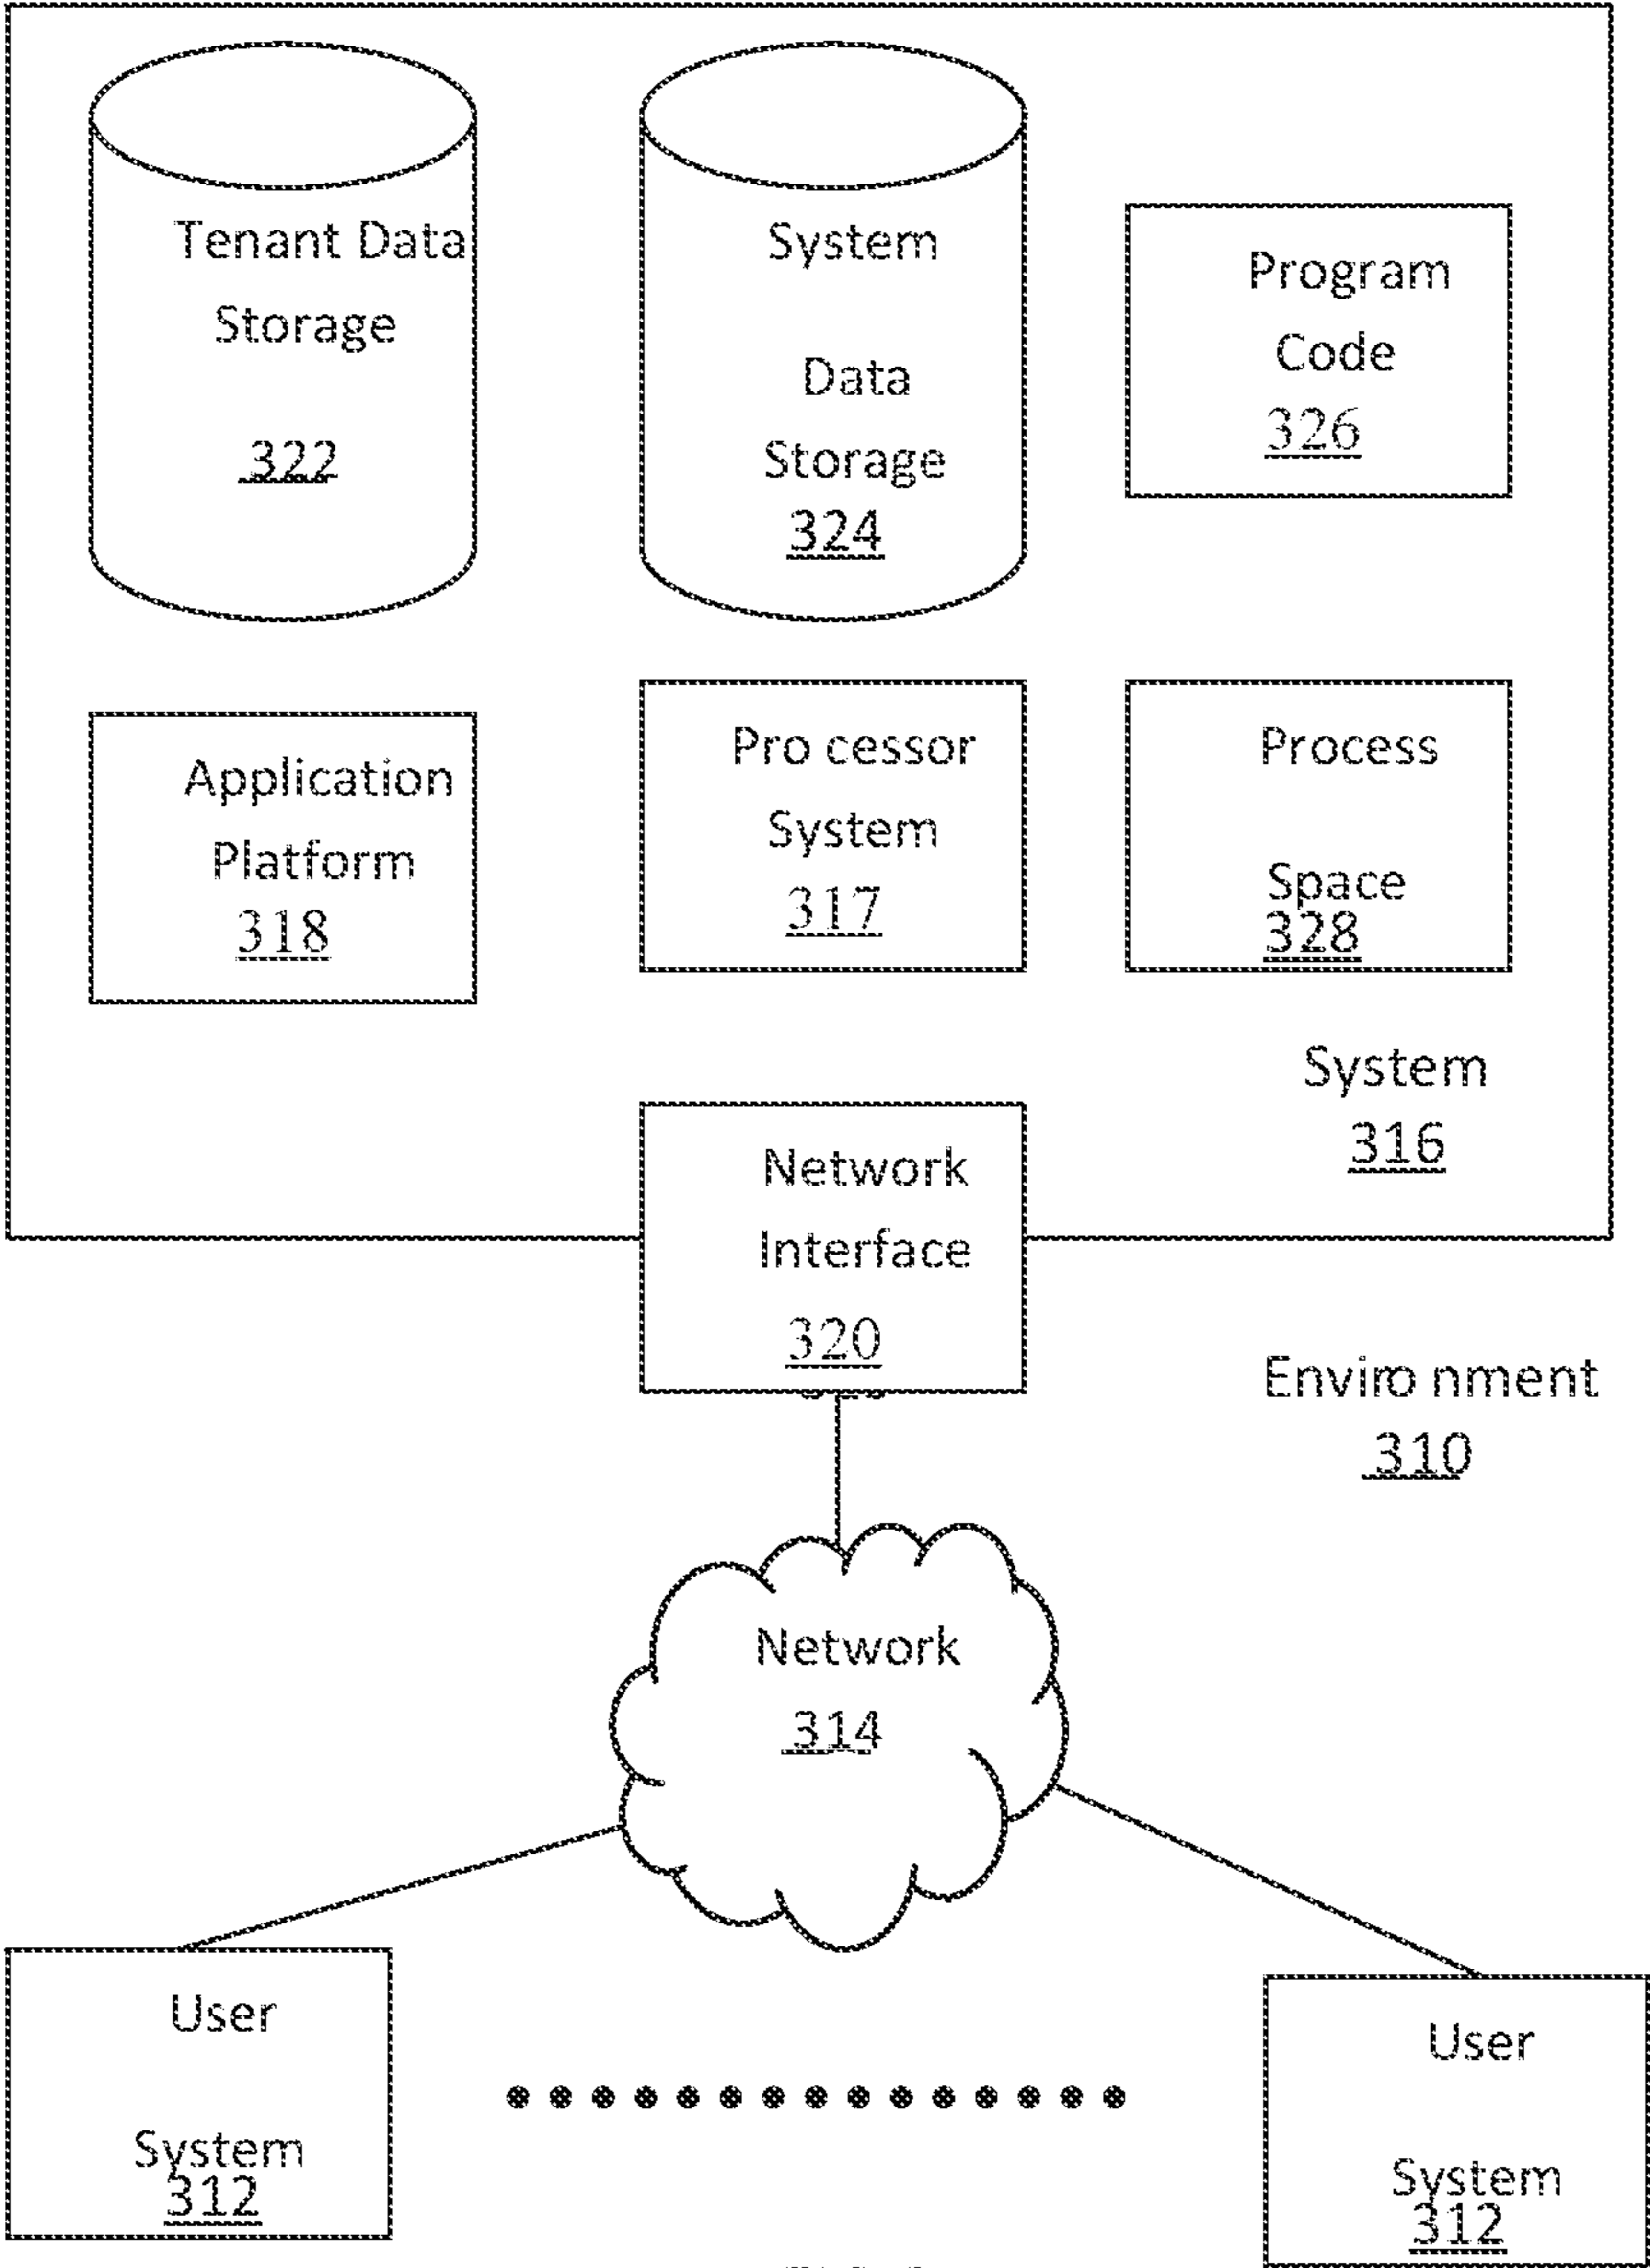 Tenant Data
Storage
322
System
Data
Storage
324
Program
Code
326
Application
Platform
318
Pro cessor
System
317
Process
Space
328
System
316
Network
Interface
320
Enviro nment
310
Network
314
User
System
312
User
System
312